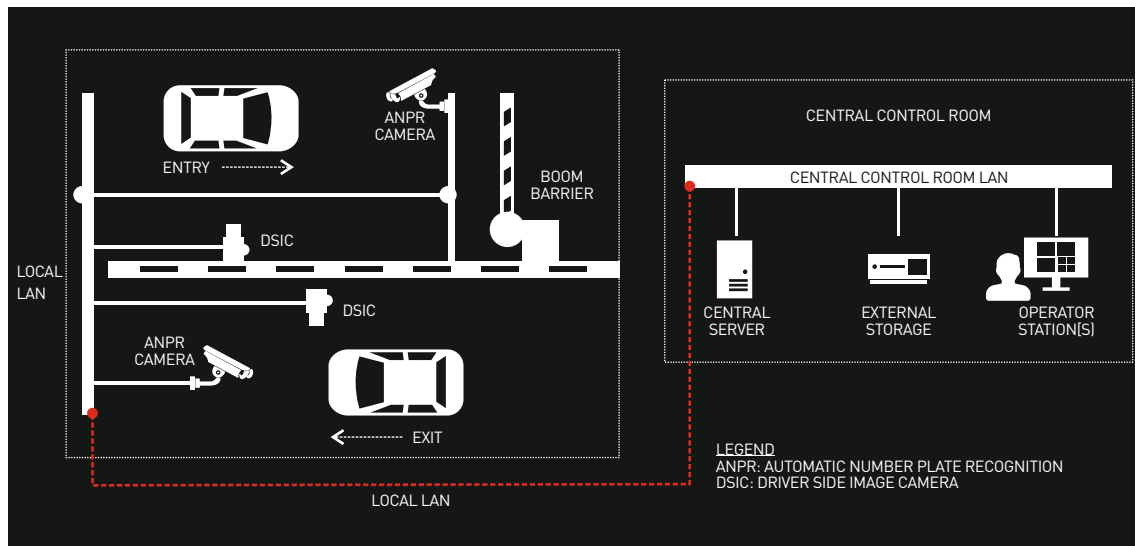 ANPR
CAMERA
ENTRY
BOOM
BARRIER
DSIC
LOCAL
LAN
DSIC
ANPR
CAMERA
EXIT
LOCAL LAN
CENTRAL CONTROL ROOM
CENTRAL CONTROL ROOM LAN
CENTRAL
SERVER
EXTERNAL
STORAGE
OPERATOR
STATION(S)
LEGEND
ANPR: AUTOMATIC NUMBER PLATE RECOGNITION
DSIC: DRIVER SIDE IMAGE CAMERA